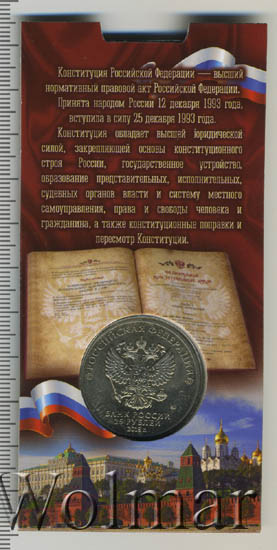 Конституция Российской Федерации — высший
нормативный правовой акт Российской Федерации.
Принята народом России 12 декабря 1993 года,
вступила в силу 25 декабря 1993 года.
Конституция обладает высшей юридической
силой, закрепляющей основы конституционного
строя России, государственное устройство,
образование представительных, исполнительных,
судебных органов власти и систему местного
самоуправления, права и свободы человека и
гражданина, а также конституционные поправки и
пересмотр Конституции.
РОССИЙСКАЯ ФЕДЕРАЦИЯ
БАНК РОССИИ
25 РУБЛЕЙ
2018 г.
Wolmar